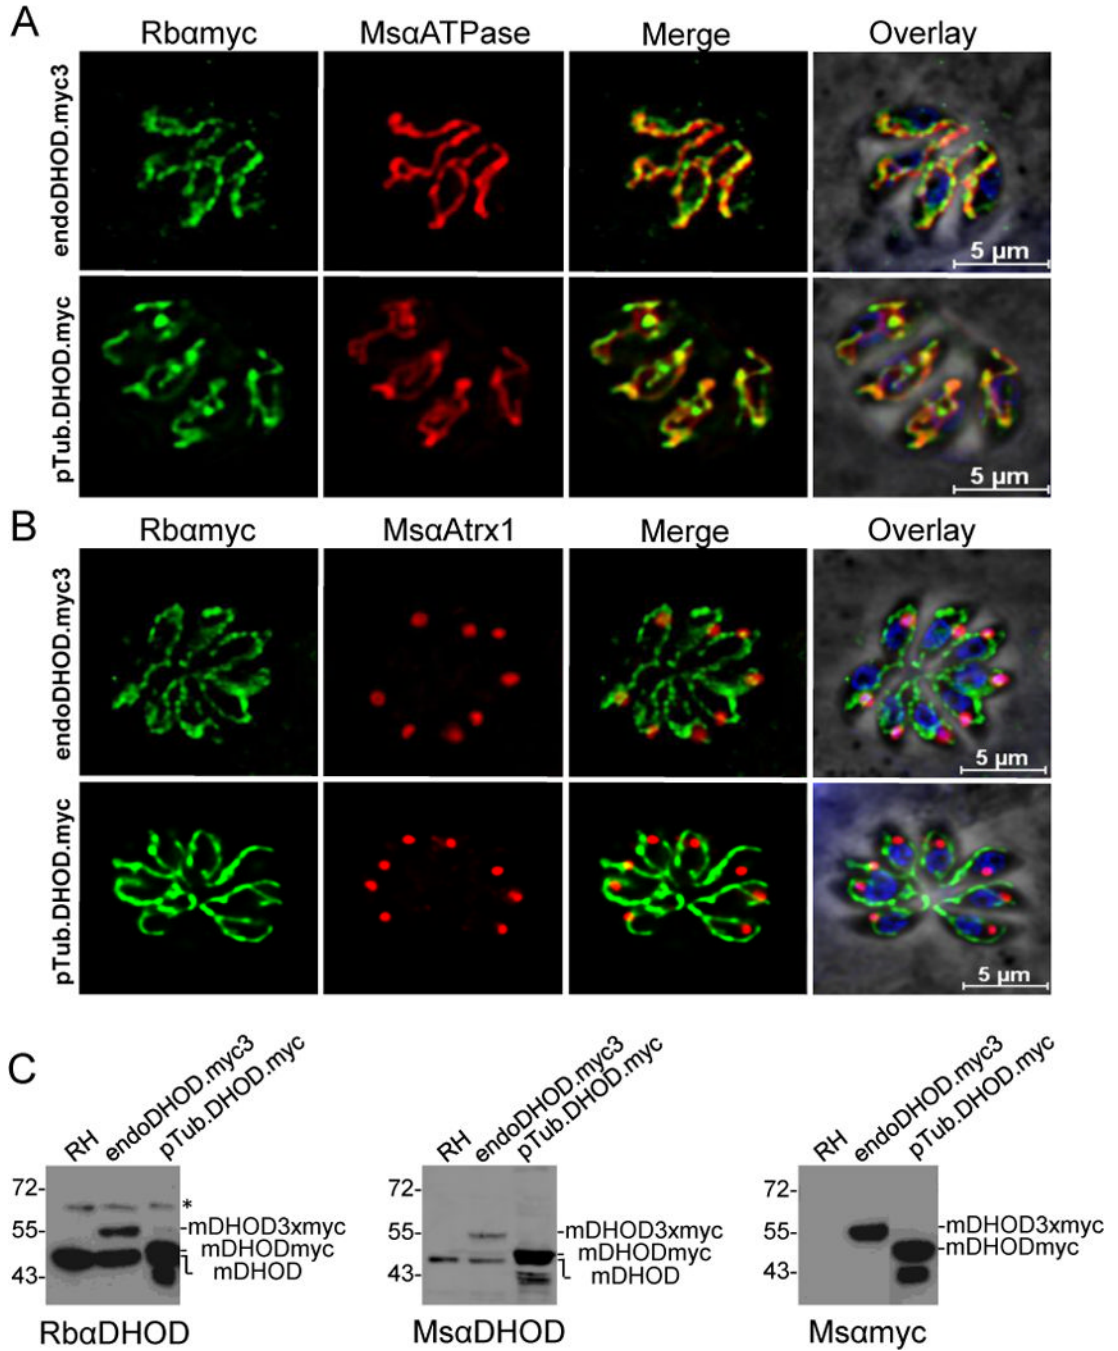 A
Rbαmyc MsαATPase Merge Overlay
endoDHOD.myc3
5 µm
pTub.DHOD.myc
5 µm
B
Rbαmyc MsαAtrx1 Merge Overlay
endoDHOD.myc3
5 µm
pTub.DHOD.myc
5 µm
C
RH endoDHOD.myc3 pTub.DHOD.myc
72-
*
55-
-mDHOD3xmyc
mDHODmyc
mDHOD
43-
RbαDHOD
RH endoDHOD.myc3 pTub.DHOD.myc
72-
55-
-mDHOD3xmyc
mDHODmyc
mDHOD
43-
MsαDHOD
RH endoDHOD.myc3 pTub.DHOD.myc
72-
55-
-mDHOD3xmyc
-mDHODmyc
43-
Msαmyc